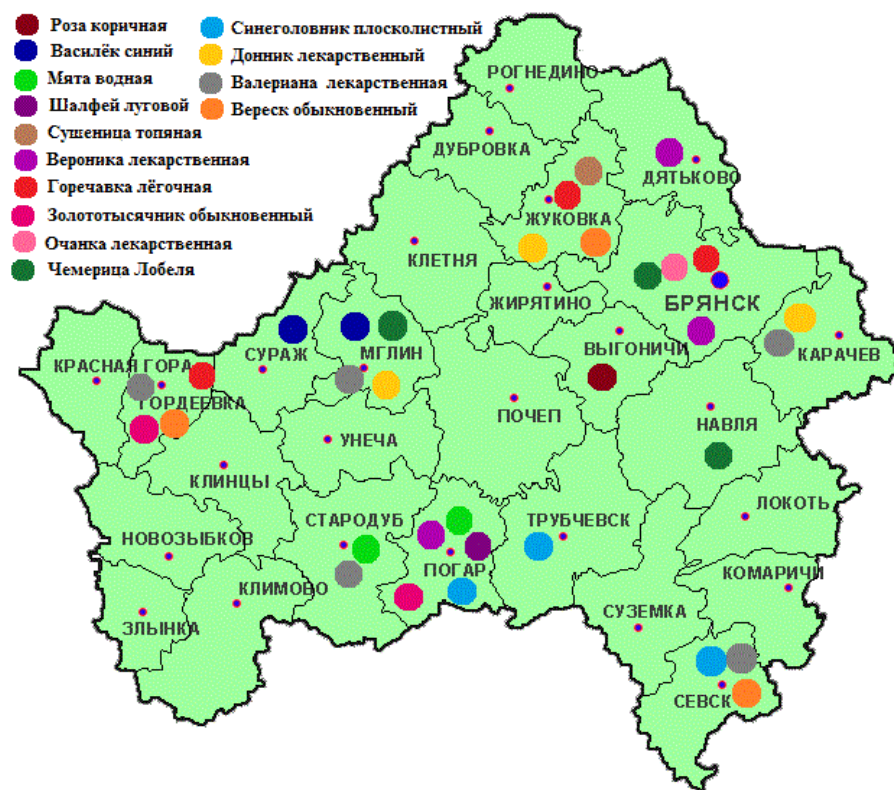 Роза коричная
Василёк синий
Мята водная
Шалфей луговой
Сушеница топяная
Вероника лекарственная
Горечавка лёгочная
Золототысячник обыкновенный
Очанка лекарственная
Чемерица Лобеля
Синеголовник плосколистный
Донник лекарственный
Валериана лекарственная
Вереск обыкновенный
РОГНЕДИНО
ДУБРОВКА
ДЯТЬКОВО
ЖУКОВКА
КЛЕТНЯ
ЖИРЯТИНО
БРЯНСК
ВЫГОНИЧИ
КАРАЧЕВ
СУРАЖ
МГЛИН
КРАСНАЯ ГОРА
ГОРДЕЕВКА
ПОЧЕП
НАВЛЯ
УНЕЧА
КЛИНЦЫ
ЛОКОТЬ
СТАРОДУБ
ТРУБЧЕВСК
НОВОЗЫБКОВ
ПОГАР
КОМАРИЧИ
КЛИМОВО
ЗЛЫНКА
СУЗЕМКА
СЕВСК